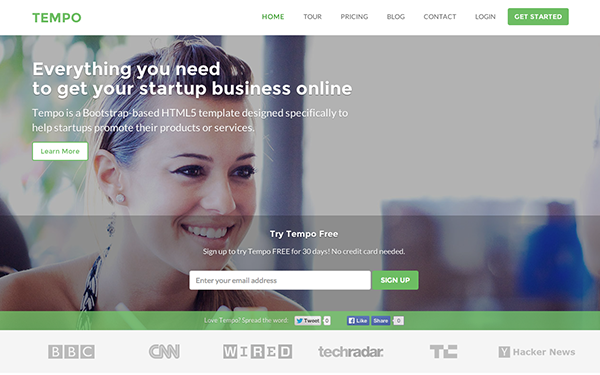 TEMPO
HOME TOUR PRICING BLOG CONTACT LOGIN GET STARTED
Everything you need
to get your startup business online
Tempo is a Bootstrap-based HTML5 template designed specifically to
help startups promote their products or services.
Learn More
Try Tempo Free
Sign up to try Tempo FREE for 30 days! No credit card needed.
Enter your email address SIGN UP
Love Tempo? Spread the word: Tweet 0 Like Share 0
BBC CNN WIRED techradar. TC Y Hacker News